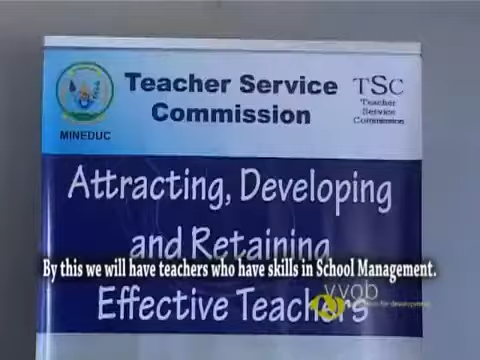 Teacher Service
Commission
TSC
Teacher
Service
Commission
MINEDUC
Attracting, Developing
and Retaining
By this we will have teachers who have skills in School Management.
Effective Teachers
vvob